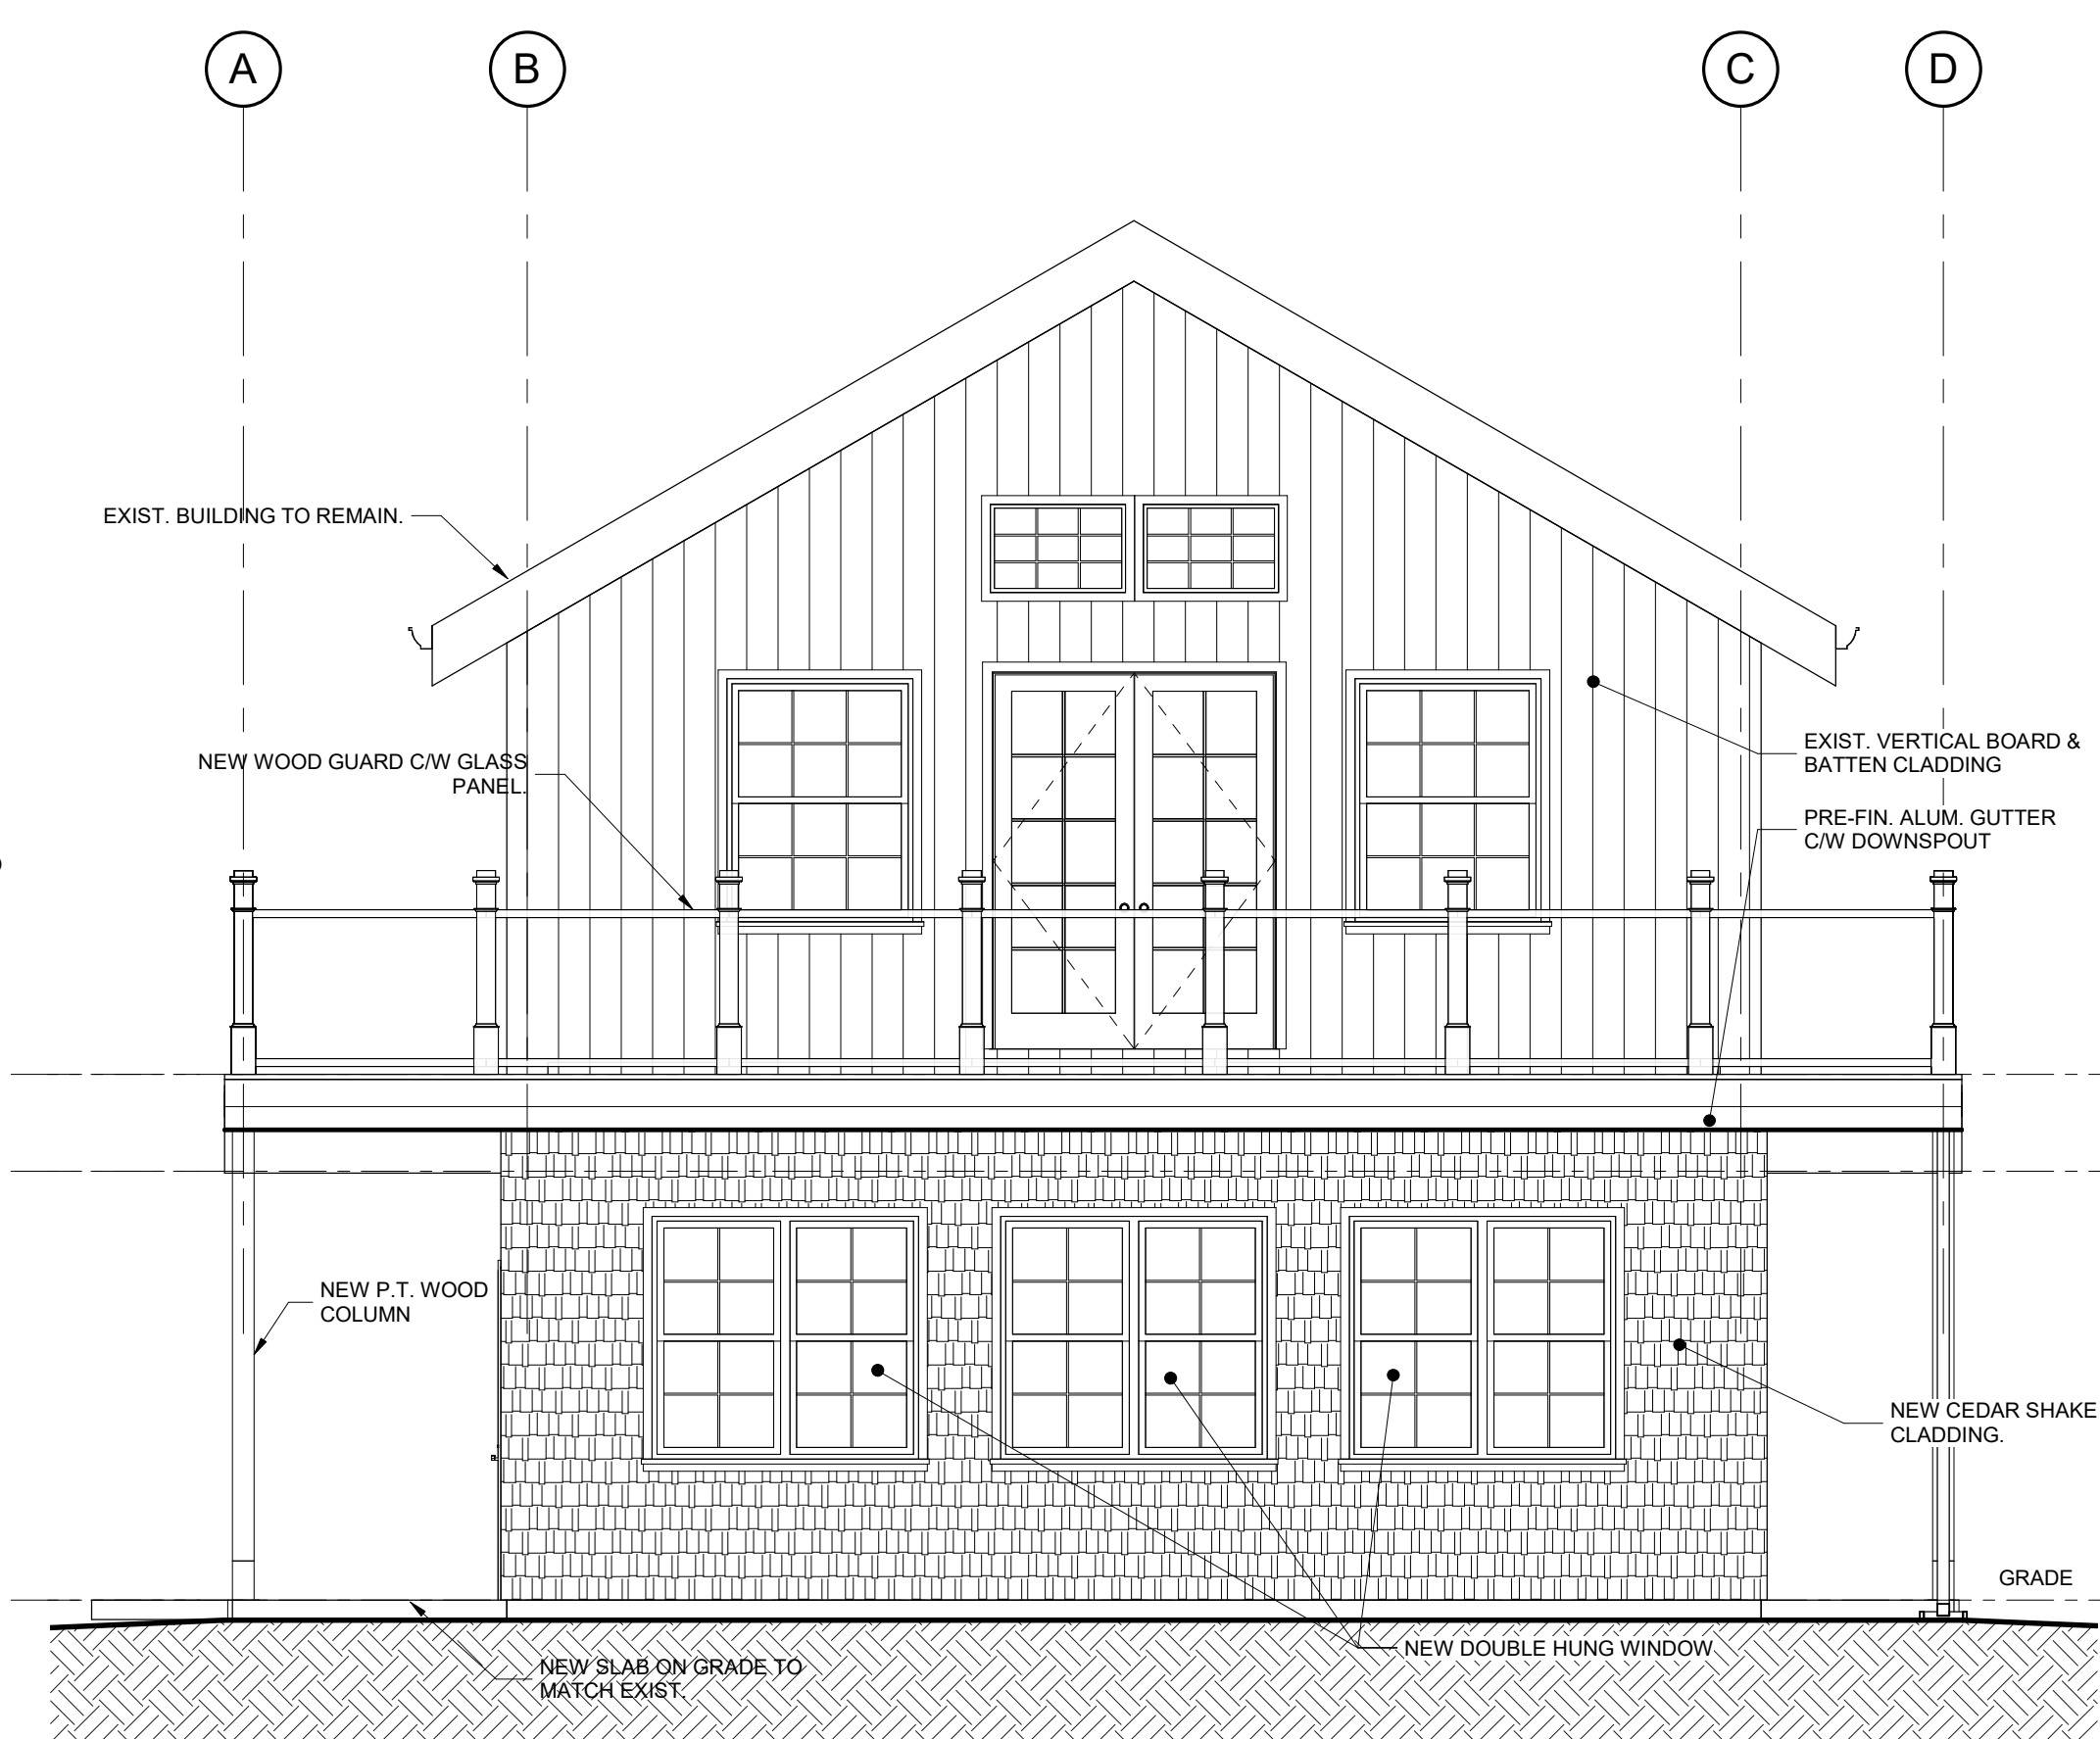 A
B
C
D
EXIST. BUILDING TO REMAIN.
NEW WOOD GUARD C/W GLASS
PANEL.
EXIST. VERTICAL BOARD &
BATTEN CLADDING
PRE-FIN. ALUM. GUTTER
C/W DOWNSPOUT
NEW P.T. WOOD
COLUMN
NEW CEDAR SHAKE
CLADDING.
GRADE
NEW DOUBLE HUNG WINDOW
NEW SLAB ON GRADE TO
MATCH EXIST.